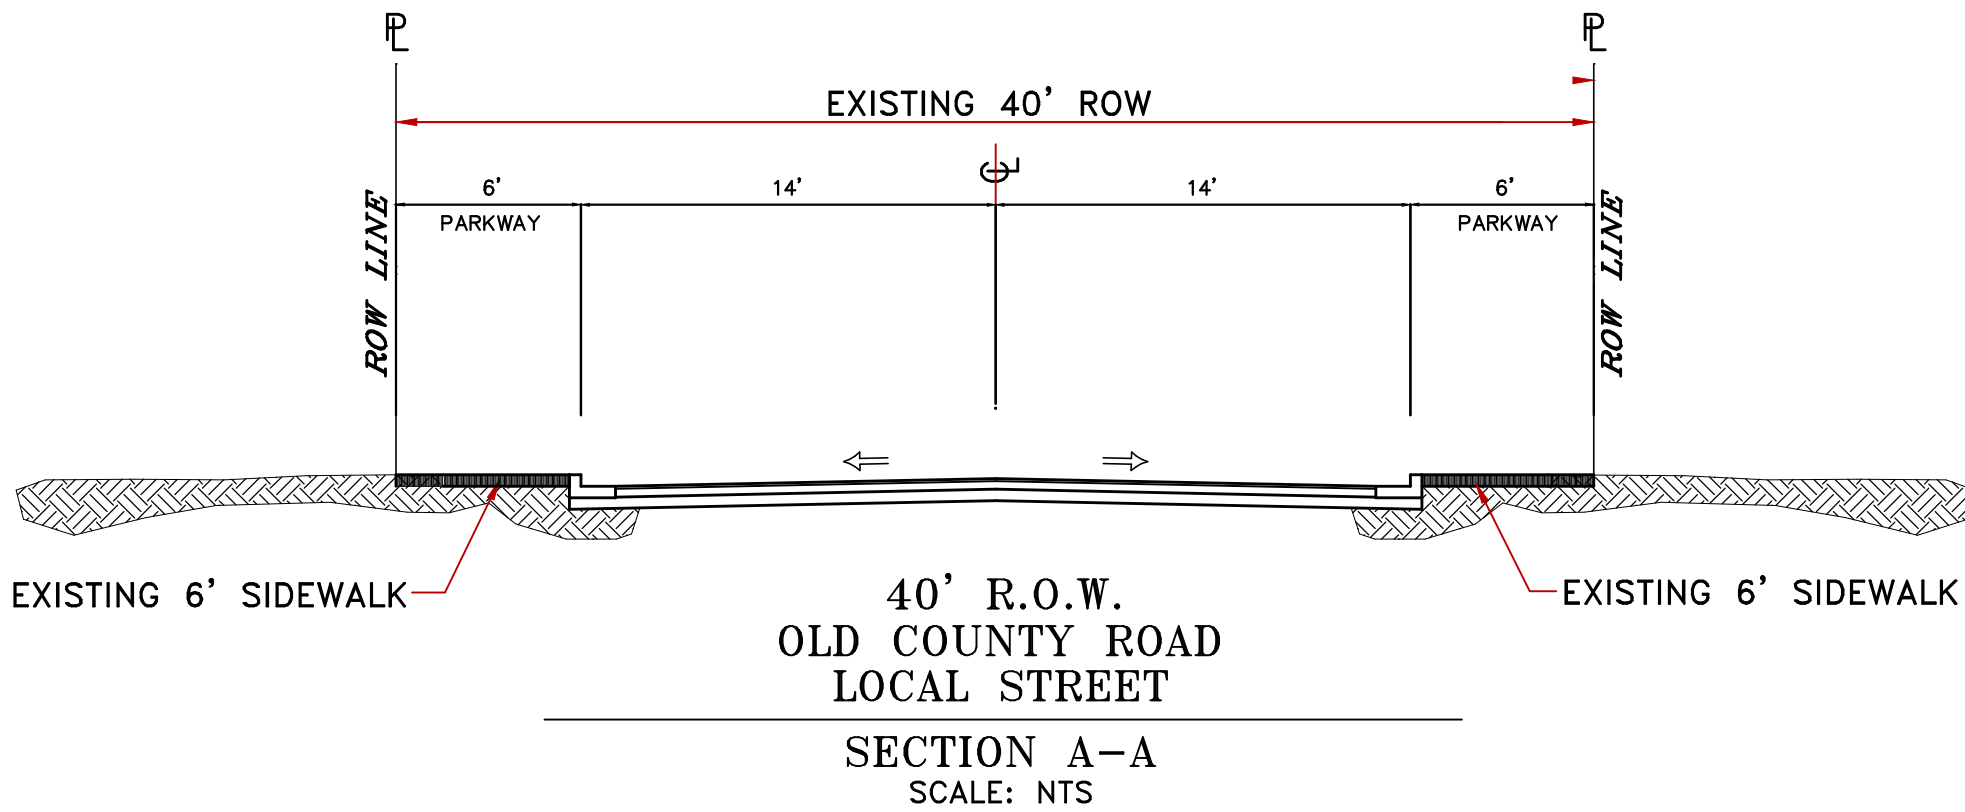 PL PL
EXISTING 40' ROW
CL
6' 14' 14' 6'
PARKWAY PARKWAY
ROW LINE ROW LINE
EXISTING 6' SIDEWALK EXISTING 6' SIDEWALK
40' R.O.W.
OLD COUNTY ROAD
LOCAL STREET
SECTION A-A
SCALE: NTS